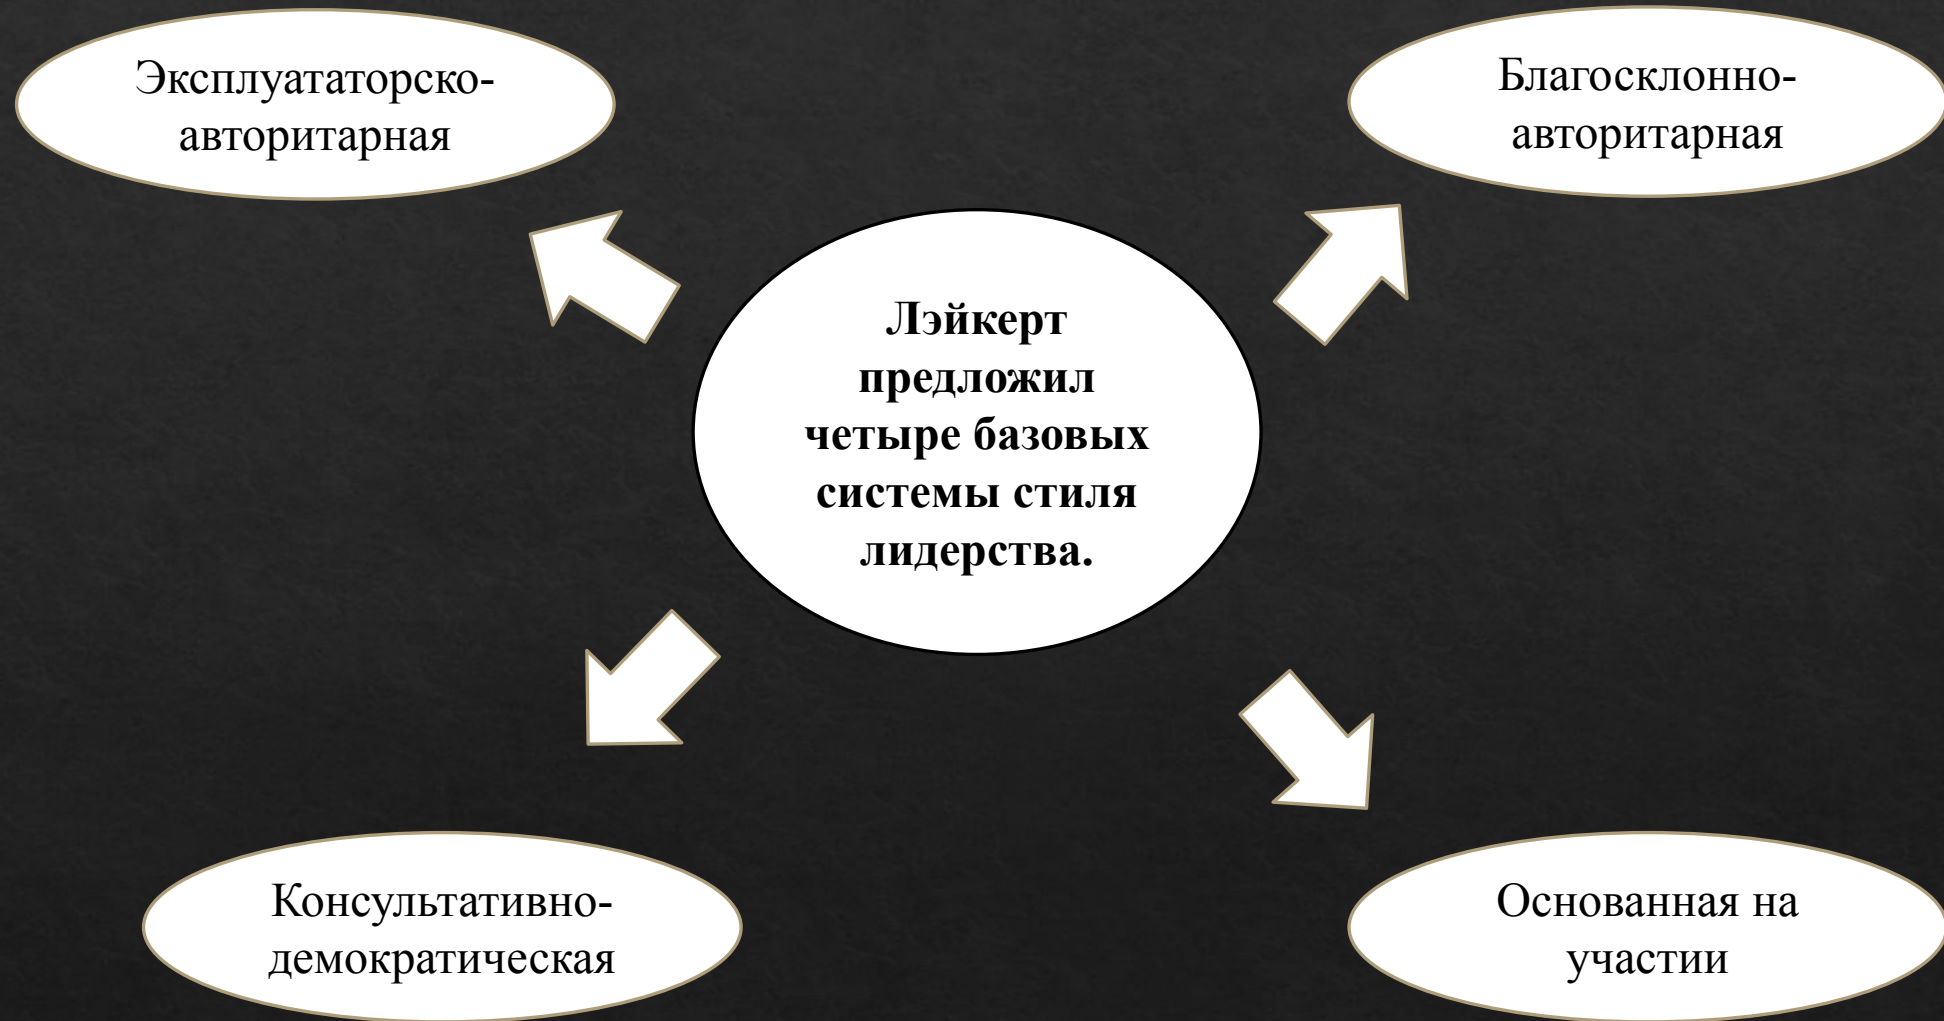 Эксплуататорско-
авторитарная
Благосклонно-
авторитарная
Лэйкерт
предложил
четыре базовых
системы стиля
лидерства.
Консультативно-
демократическая
Основанная на
участии